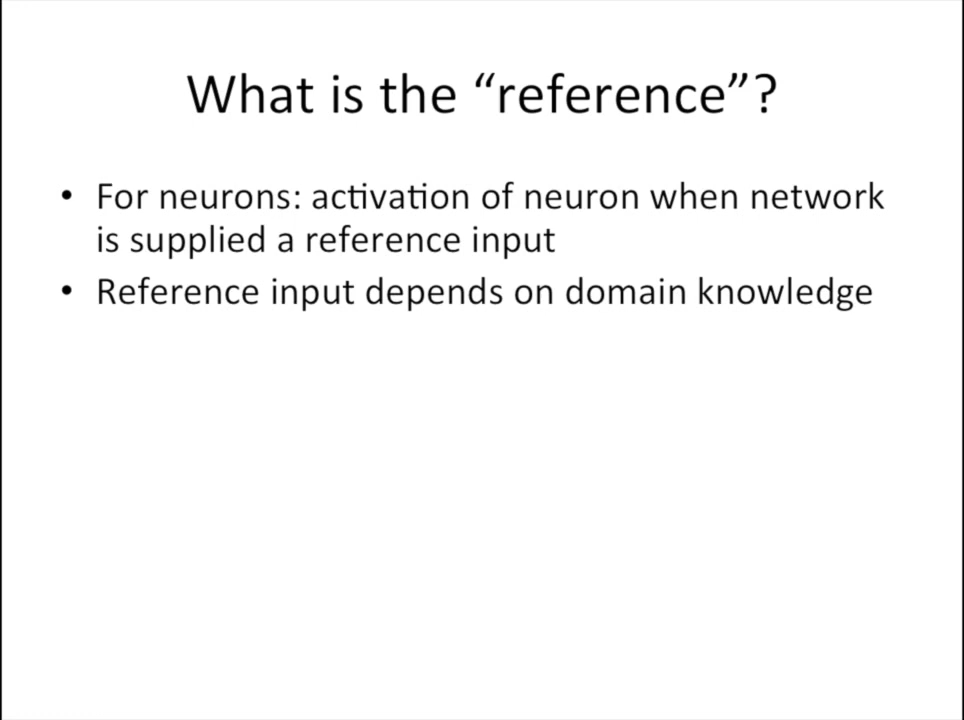 What is the “reference”?
• For neurons: activation of neuron when network
is supplied a reference input
• Reference input depends on domain knowledge